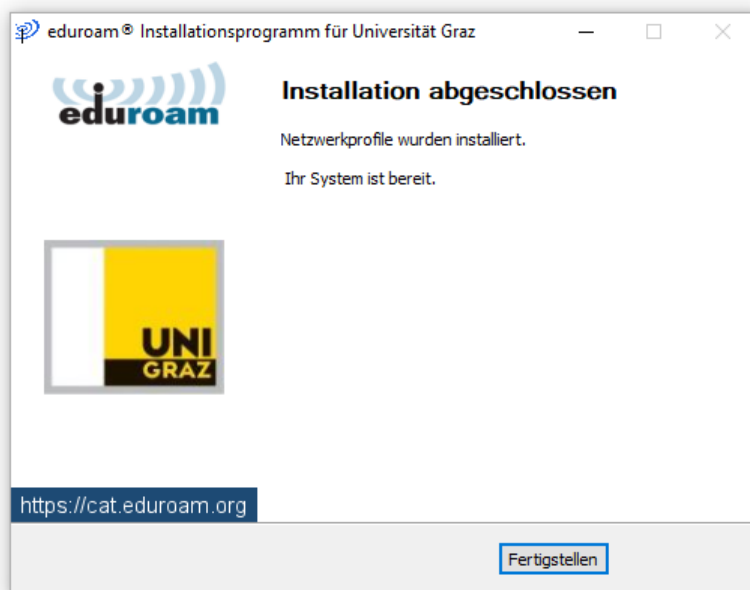 eduroam® Installationsprogramm für Universität Graz
eduroam
Installation abgeschlossen
Netzwerkprofile wurden installiert.
Ihr System ist bereit.
UNI
GRAZ
https://cat.eduroam.org
Fertigstellen